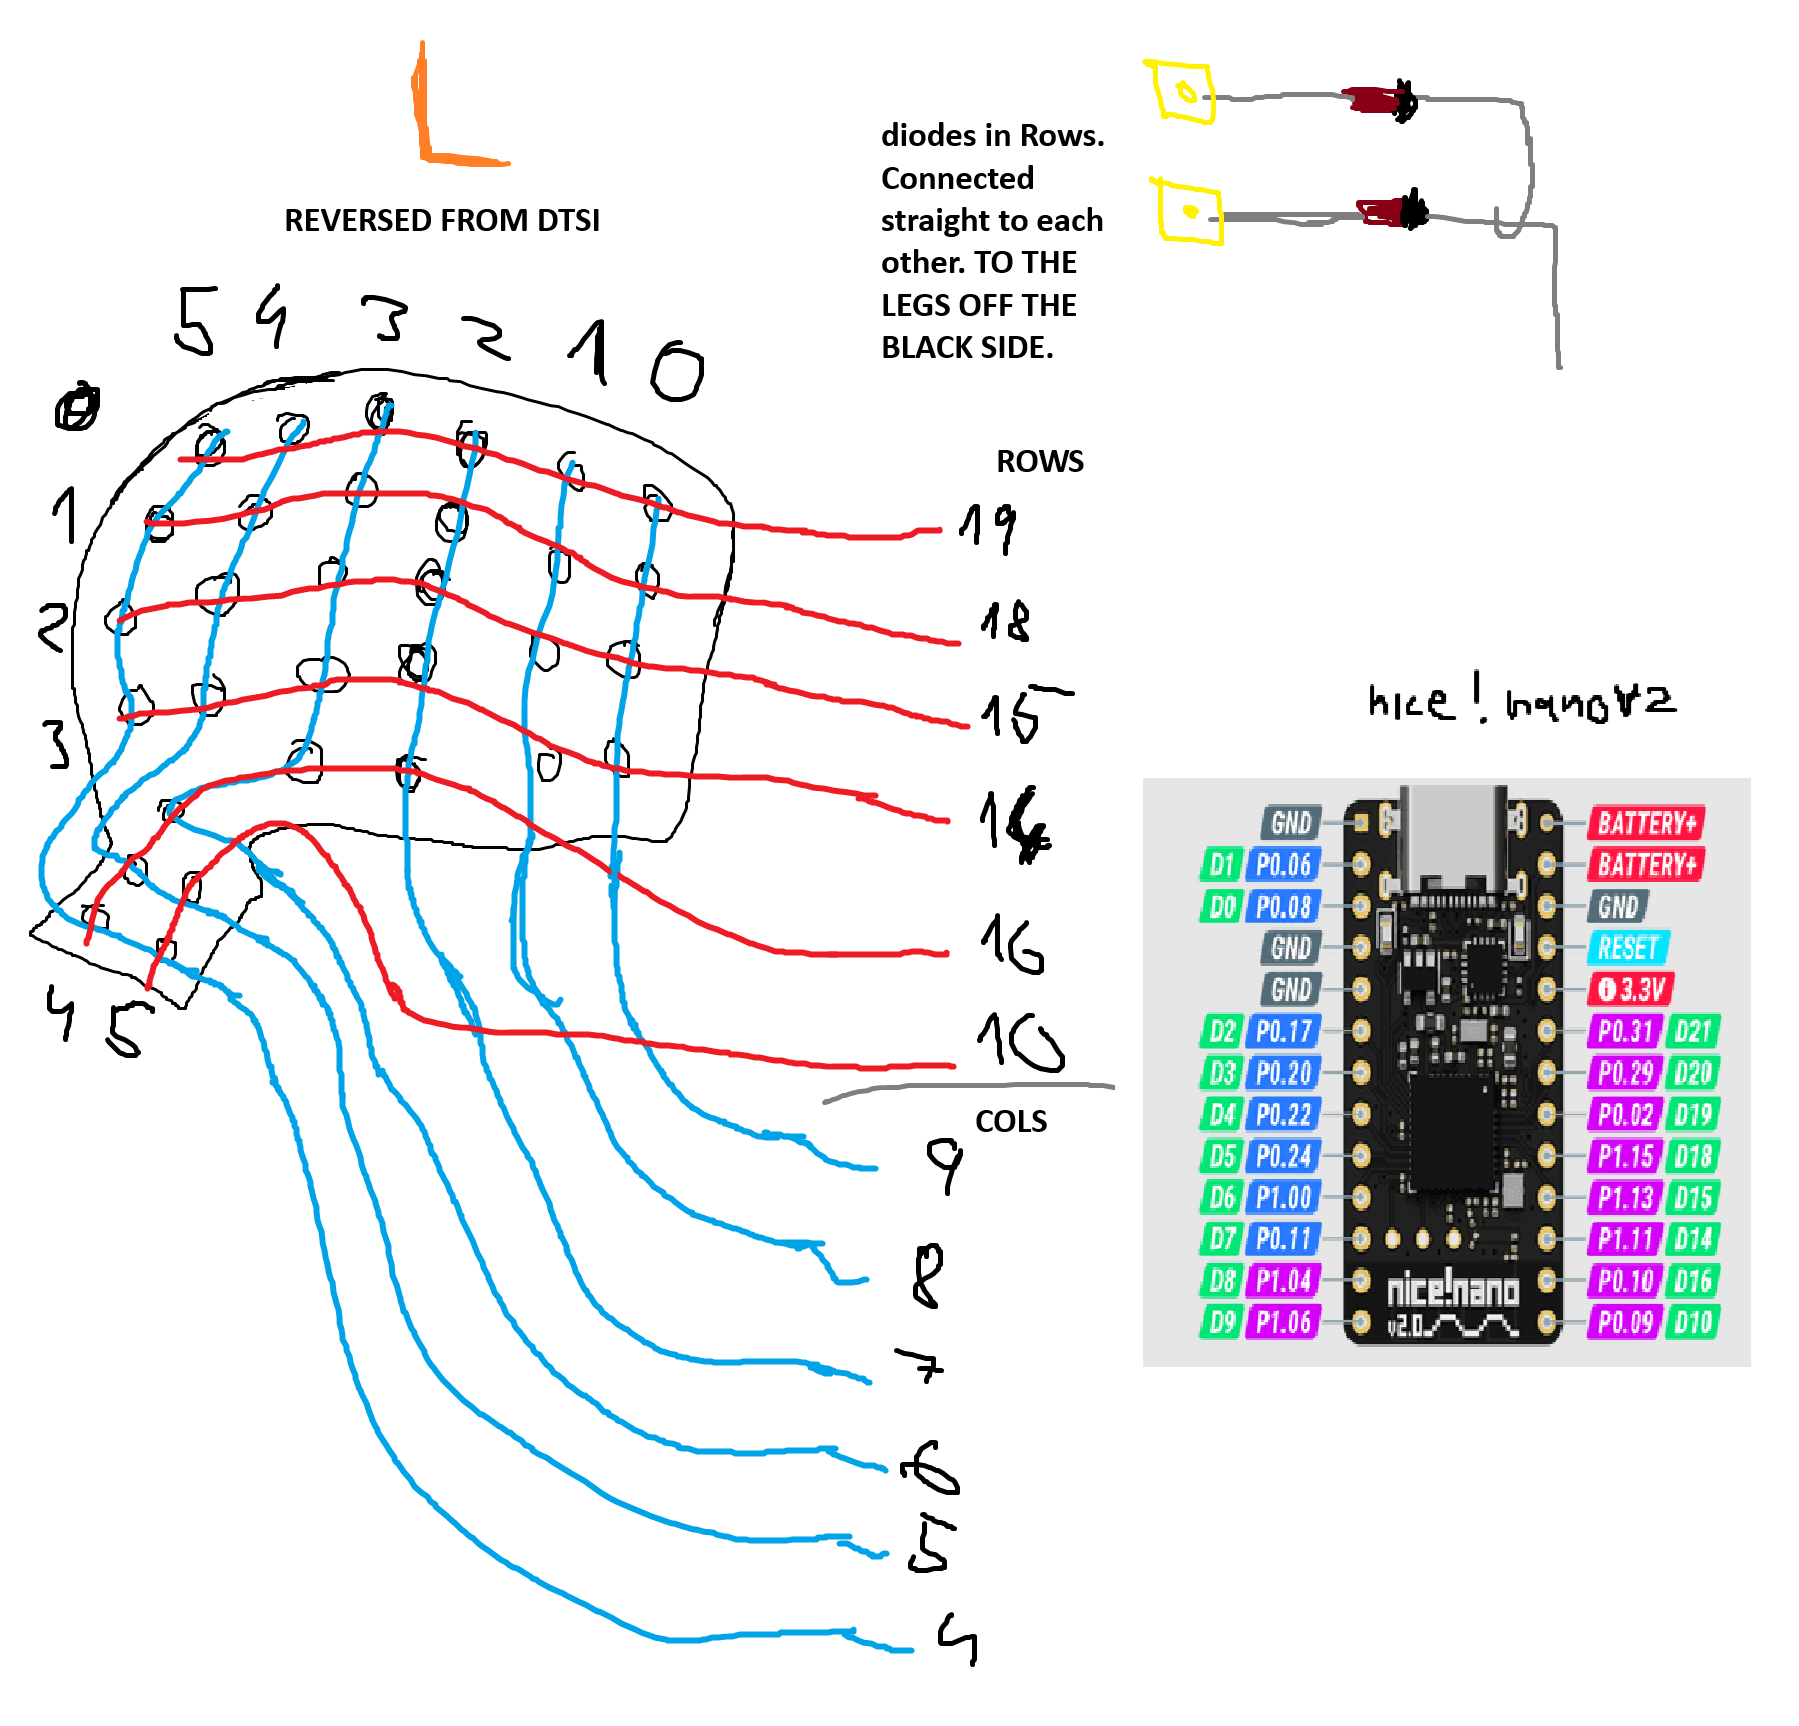 L
REVERSED FROM DTSI
diodes in Rows.
Connected
straight to each
other. TO THE
LEGS OFF THE
BLACK SIDE.
5 4 3 2 1 0
0
1
2
3
4 5
ROWS
19
18
15
14
16
10
COLS
9
8
7
6
5
4
nice! nano V2
GND
D1 P0.06
D0 P0.08
GND
GND
D2 P0.17
D3 P0.20
D4 P0.22
D5 P0.24
D6 P1.00
D7 P0.11
D8 P1.04
D9 P1.06
BATTERY+
BATTERY+
GND
RESET
3.3V
P0.31 D21
P0.29 D20
P0.02 D19
P1.15 D18
P1.13 D15
P1.11 D14
P0.10 D16
P0.09 D10
nice!nano
v2.0